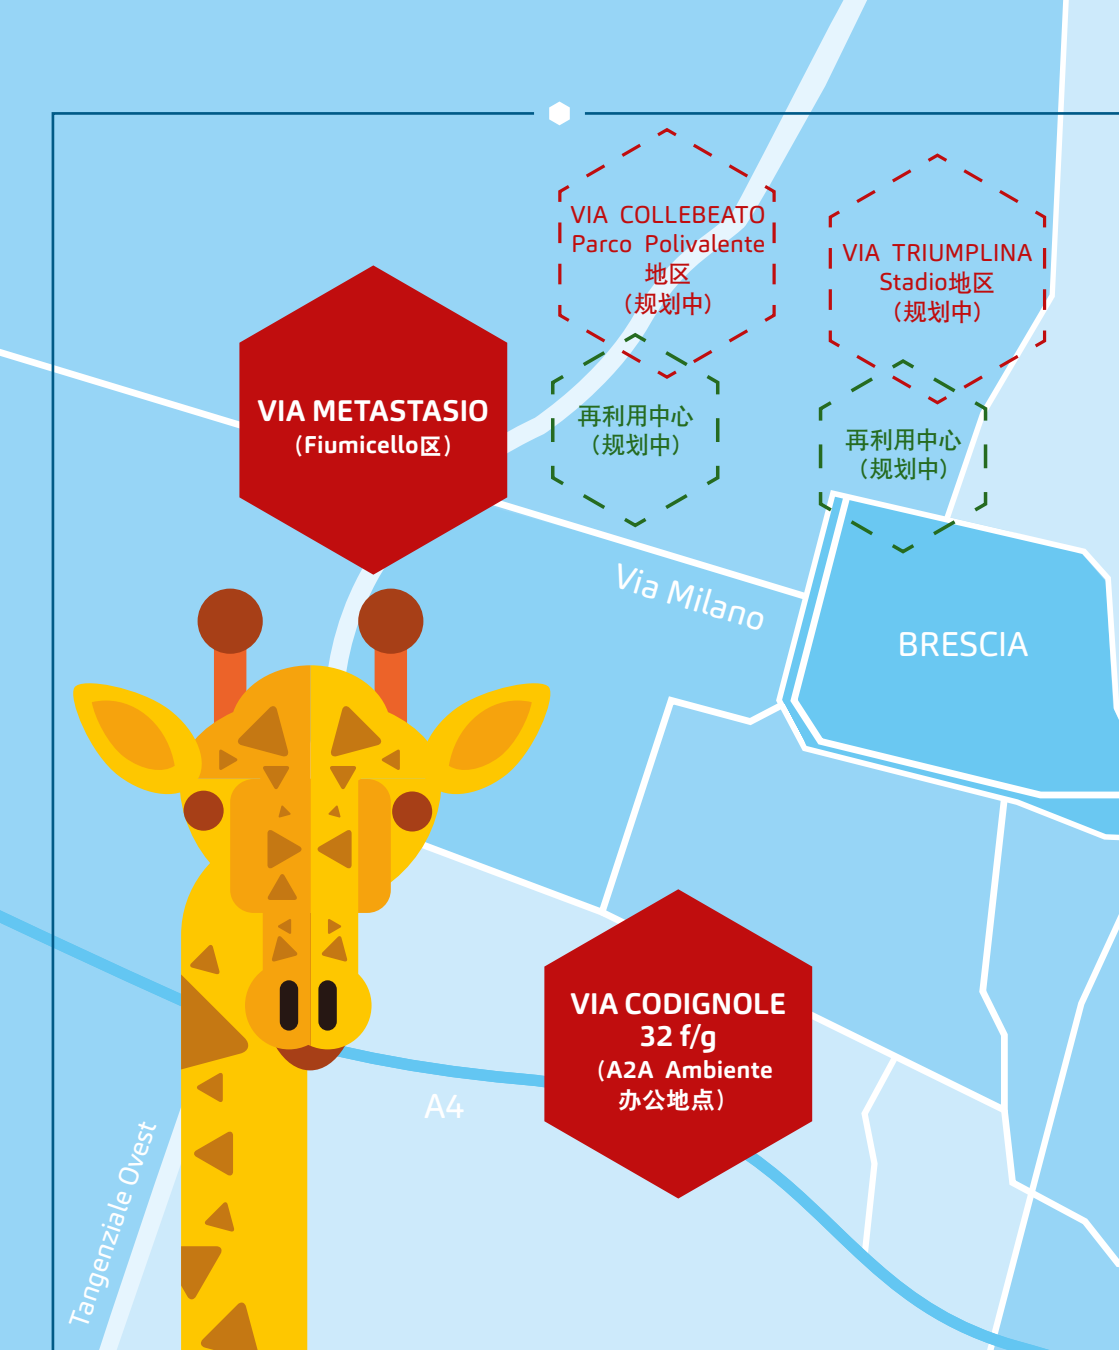 VIA COLLEBEATO
Parco Polivalente
地区
（规划中）
VIA TRIUMPLINA
Stadio地区
（规划中）
VIA METASTASIO
（Fiumicello区）
再利用中心
（规划中）
再利用中心
（规划中）
Via Milano
BRESCIA
VIA CODIGNOLE
32 f/g
（A2A Ambiente
办公地点）
A4
Tangenziale Ovest